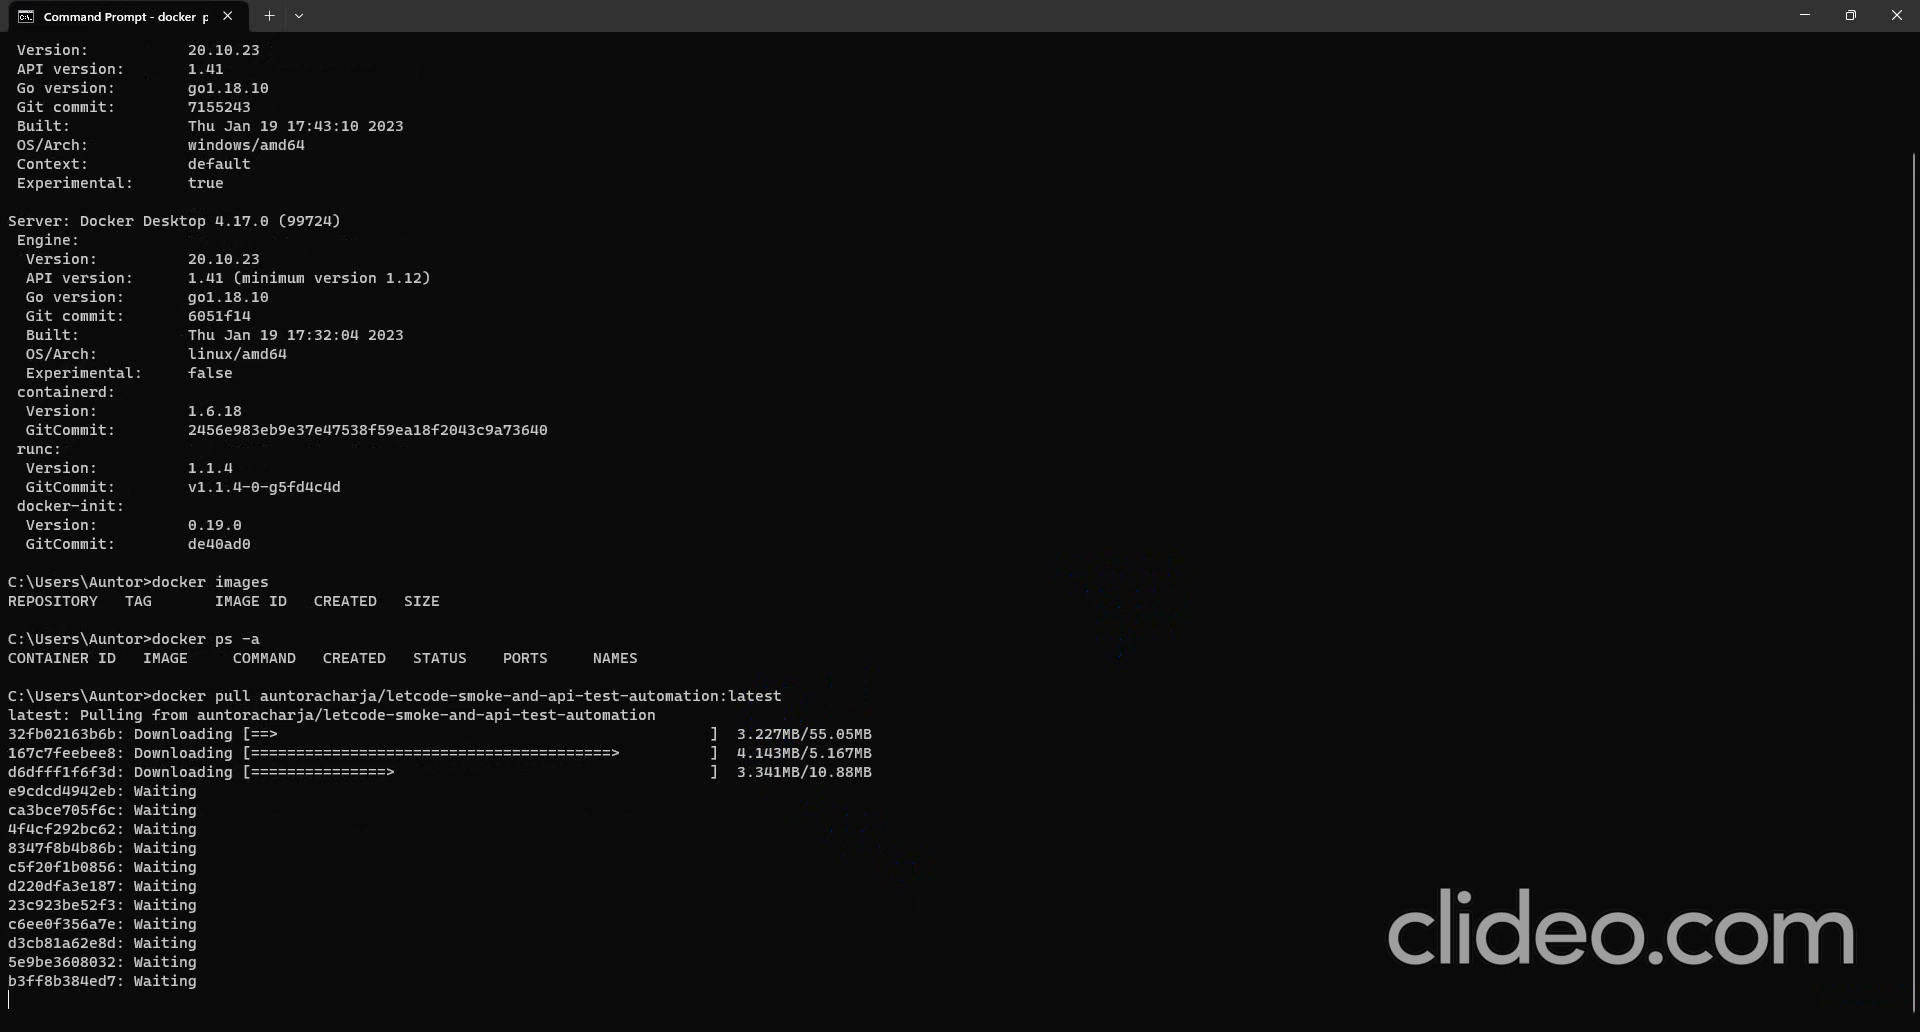 Command Prompt - docker p
Version: 20.10.23
API version: 1.41
Go version: go1.18.10
Git commit: 7155243
Built: Thu Jan 19 17:43:10 2023
OS/Arch: windows/amd64
Context: default
Experimental: true
Server: Docker Desktop 4.17.0 (99724)
Engine:
Version: 20.10.23
API version: 1.41 (minimum version 1.12)
Go version: go1.18.10
Git commit: 6051f14
Built: Thu Jan 19 17:32:04 2023
OS/Arch: linux/amd64
Experimental: false
containerd:
Version: 1.6.18
GitCommit: 2456e983eb9e37e47538f59ea18f2043c9a73640
runc:
Version: 1.1.4
GitCommit: v1.1.4-0-g5fd4c4d
docker-init:
Version: 0.19.0
GitCommit: de40ad0
C:\Users\Auntor>docker images
REPOSITORY TAG IMAGE ID CREATED SIZE
C:\Users\Auntor>docker ps -a
CONTAINER ID IMAGE COMMAND CREATED STATUS PORTS NAMES
C:\Users\Auntor>docker pull auntoracharja/letcode-smoke-and-api-test-automation:latest
latest: Pulling from auntoracharja/letcode-smoke-and-api-test-automation
32fb02163b6b: Downloading [==> ] 3.227MB/55.05MB
167c7feebee8: Downloading [========================================> ] 4.143MB/5.167MB
d6dfff1f6f3d: Downloading [===============> ] 3.341MB/10.88MB
e9cdcd4942eb: Waiting
ca3bce705f6c: Waiting
4f4cf292bc62: Waiting
8347f8b4b86b: Waiting
c5f20f1b0856: Waiting
d220dfa3e187: Waiting
23c923be52f3: Waiting
c6ee0f356a7e: Waiting
d3cb81a62e8d: Waiting
5e9be3608032: Waiting
b3ff8b384ed7: Waiting
clideo.com